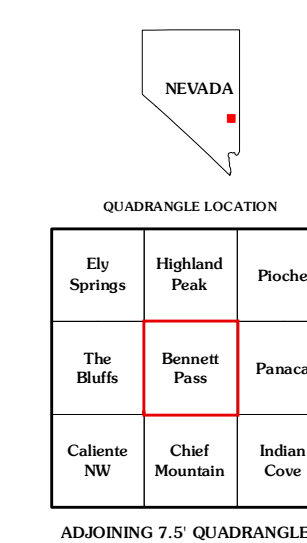 NEVADA
QUADRANGLE LOCATION
Ely
Springs
Highland
Peak
Pioche
The
Bluffs
Bennett
Pass
Panaca
Caliente
NW
Chief
Mountain
Indian
Cove
ADJOINING 7.5' QUADRANGLE